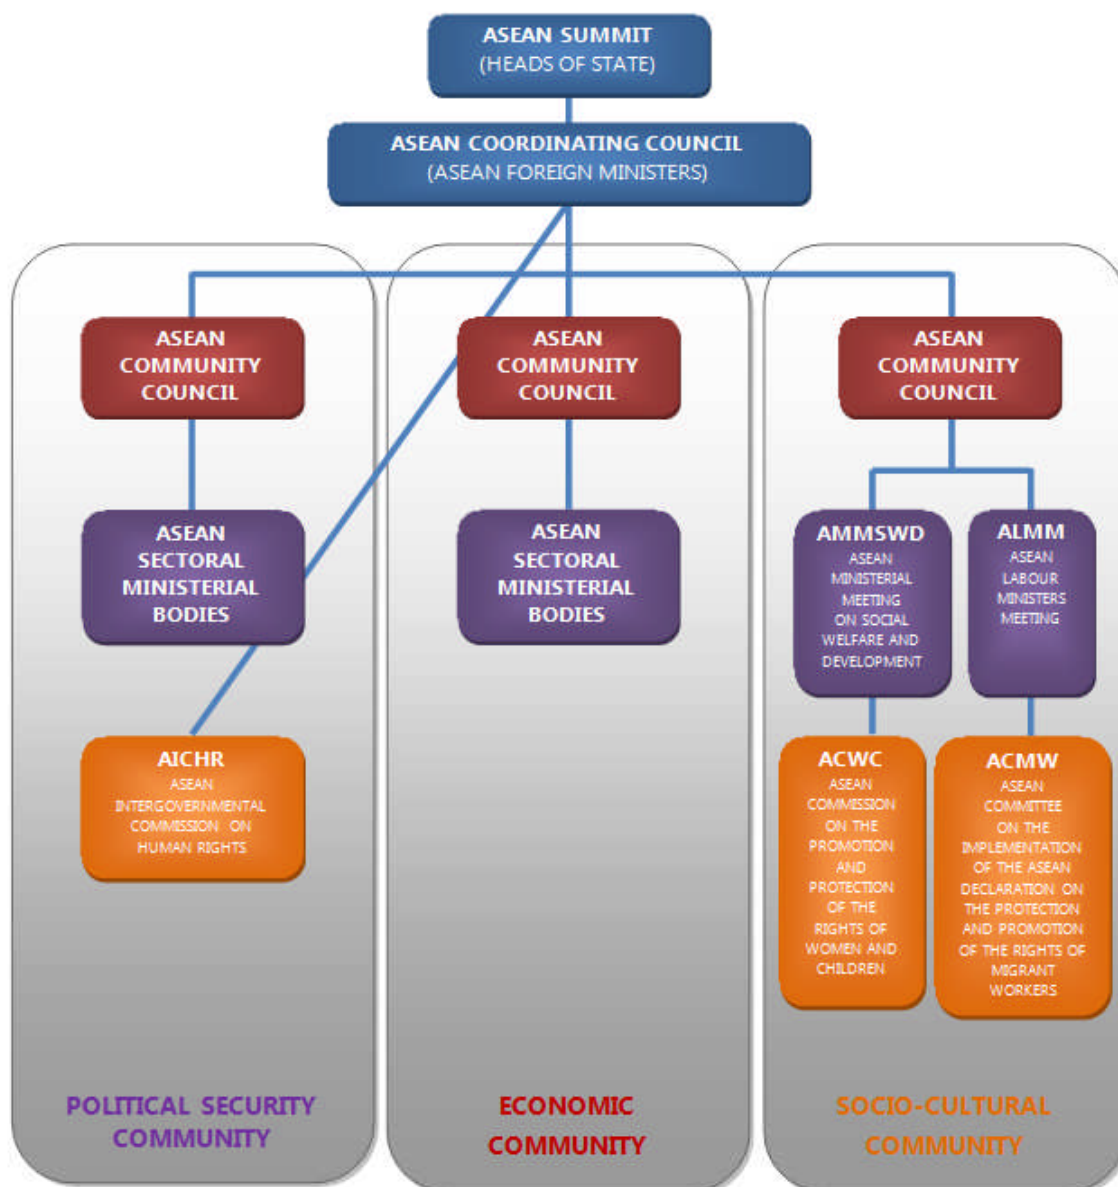 ASEAN SUMMIT
(HEADS OF STATE)
ASEAN COORDINATING COUNCIL
(ASEAN FOREIGN MINISTERS)
ASEAN
COMMUNITY
COUNCIL
ASEAN
COMMUNITY
COUNCIL
ASEAN
COMMUNITY
COUNCIL
ASEAN
SECTORAL
MINISTERIAL
BODIES
ASEAN
SECTORAL
MINISTERIAL
BODIES
AMMSWD
ASEAN
MINISTERIAL
MEETING
ON SOCIAL
WELFARE AND
DEVELOPMENT
ALMM
ASEAN
LABOUR
MINISTERS
MEETING
AICHR
ASEAN
INTERGOVERNMENTAL
COMMISSION ON
HUMAN RIGHTS
ACWC
ASEAN
COMMISSION
ON THE
PROMOTION
AND
PROTECTION
OF THE
RIGHTS OF
WOMEN AND
CHILDREN
ACMW
ASEAN
COMMITTEE
ON THE
IMPLEMENTATION
OF THE ASEAN
DECLARATION ON
THE PROTECTION
AND PROMOTION
OF THE RIGHTS OF
MIGRANT
WORKERS
POLITICAL SECURITY
COMMUNITY
ECONOMIC
COMMUNITY
SOCIO-CULTURAL
COMMUNITY